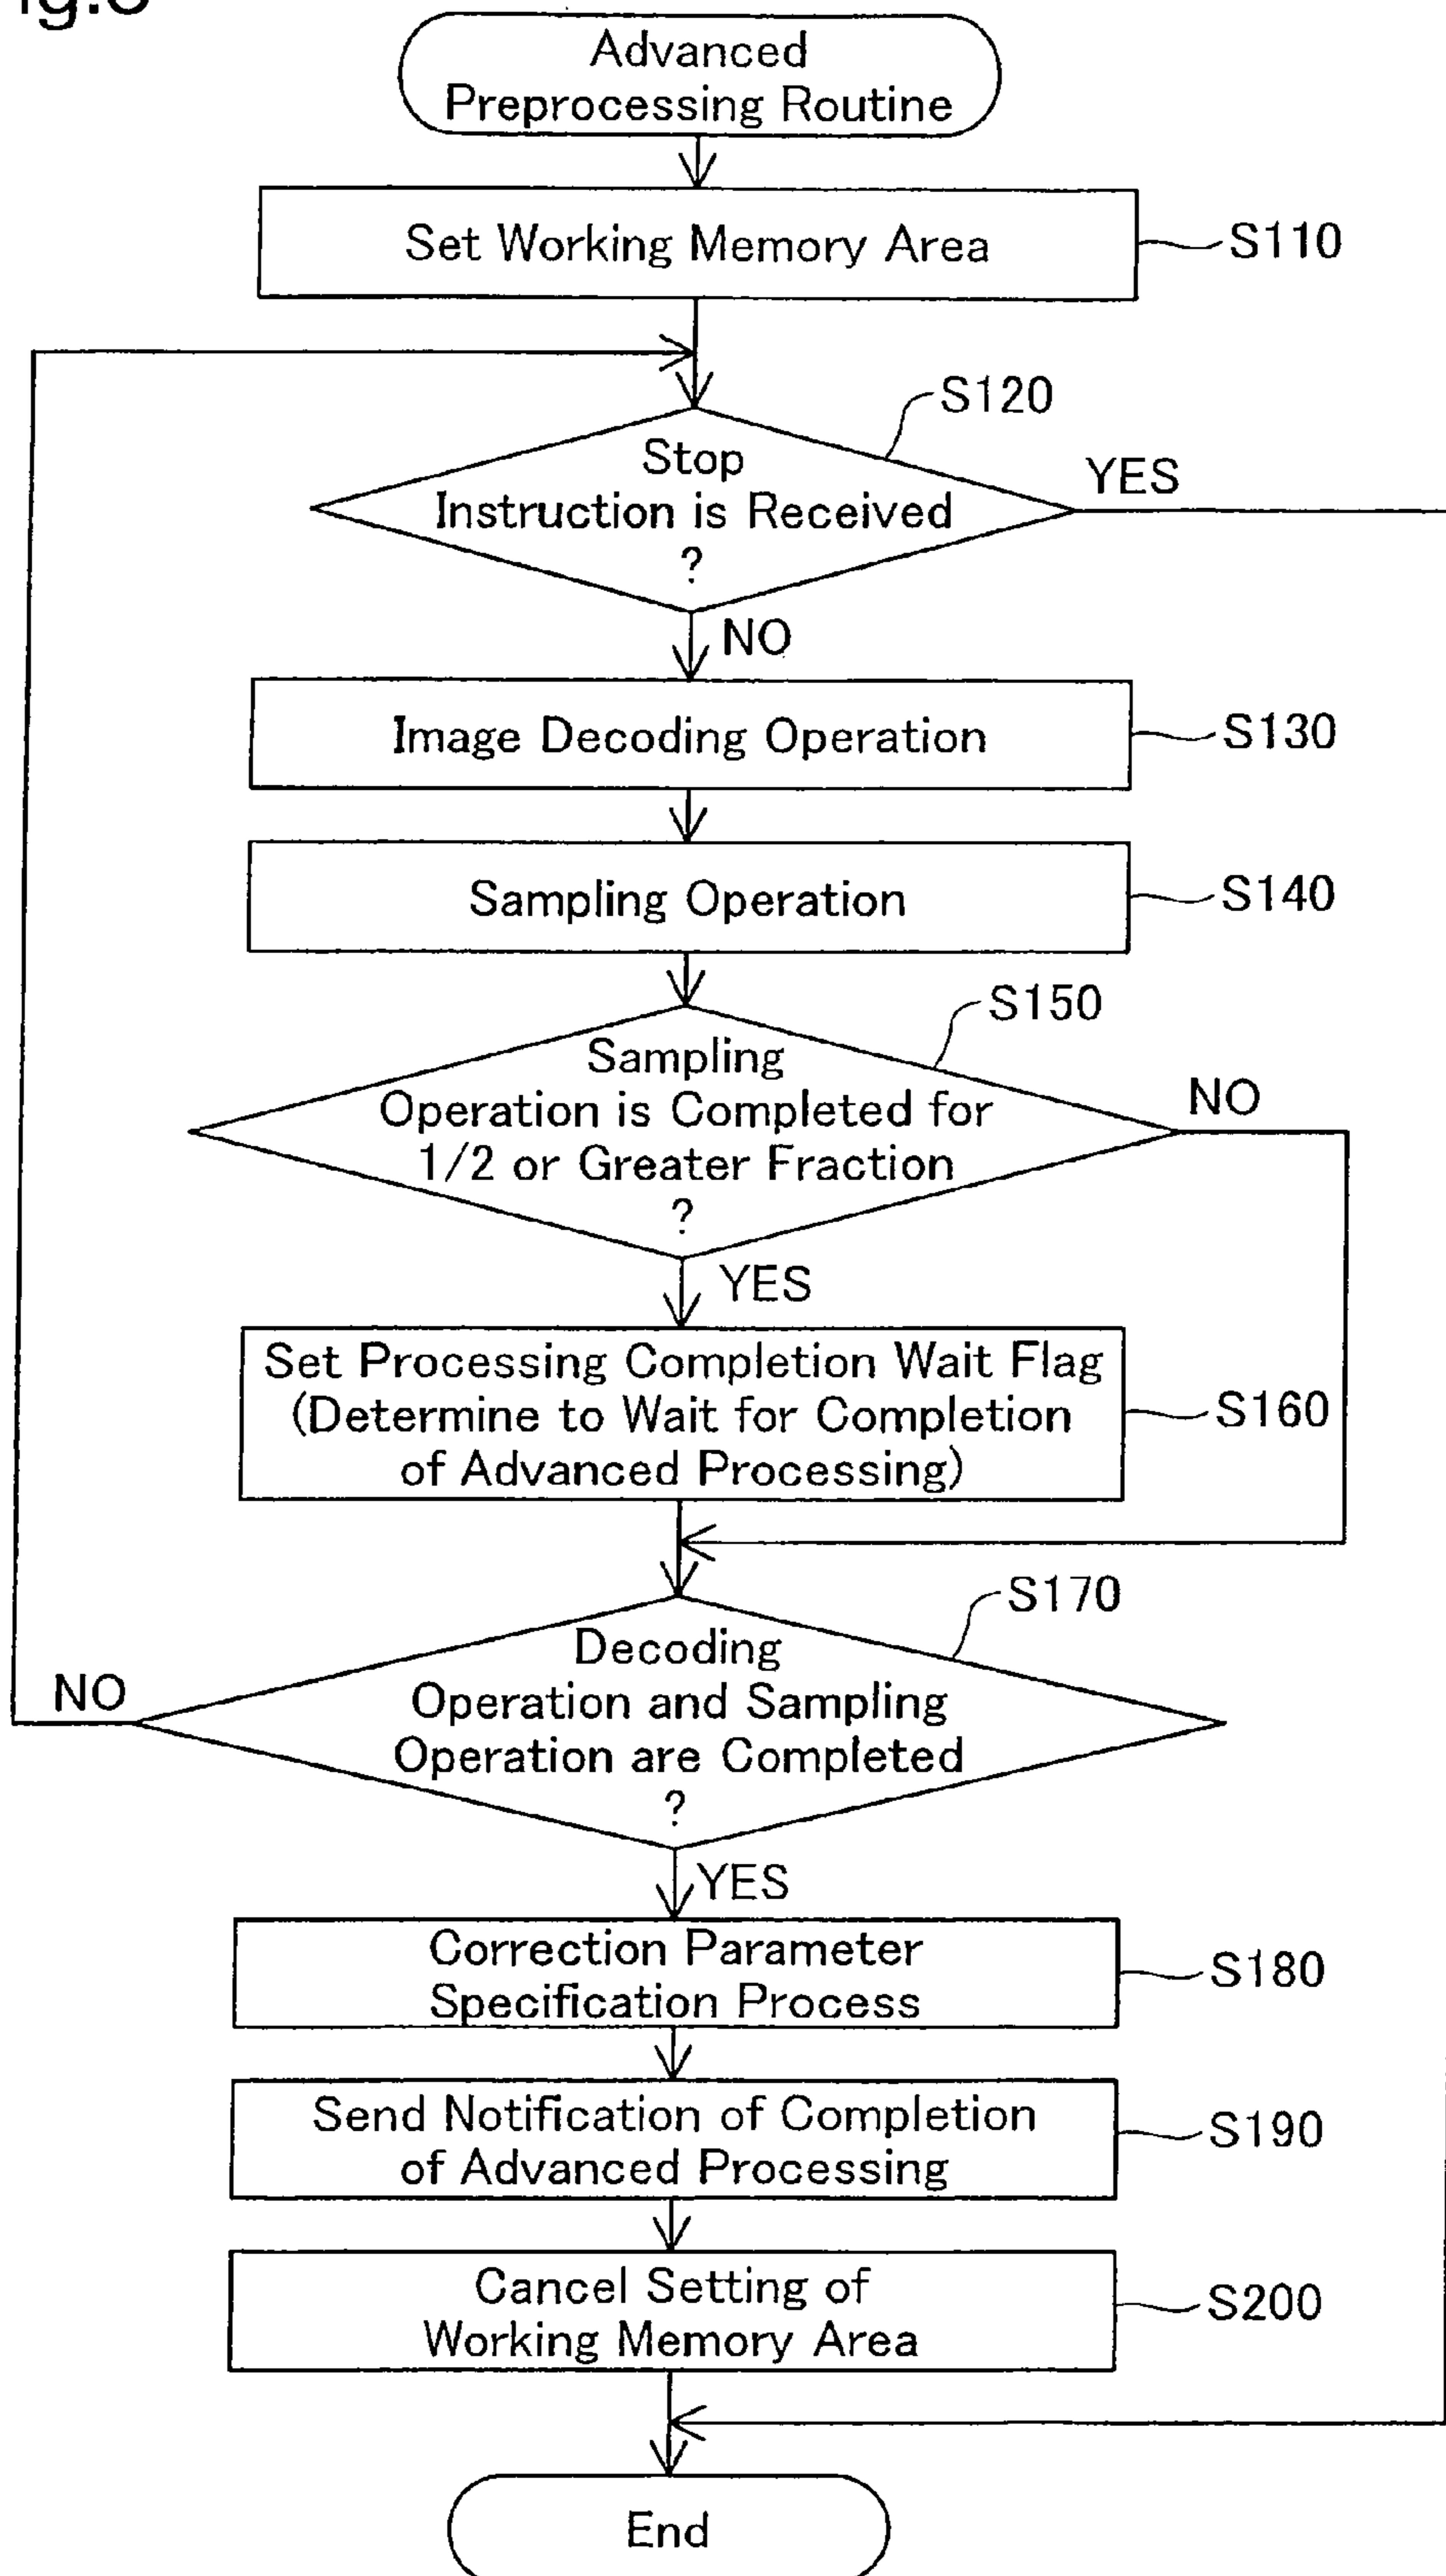 Advanced
Preprocessing Routine
Set Working Memory Area
S110
S120
Stop
Instruction is Received
?
YES
NO
Image Decoding Operation
S130
Sampling Operation
S140
S150
Sampling
Operation is Completed for
1/2 or Greater Fraction
?
NO
YES
Set Processing Completion Wait Flag
(Determine to Wait for Completion
of Advanced Processing)
S160
S170
Decoding
Operation and Sampling
Operation are Completed
?
NO
YES
Correction Parameter
Specification Process
S180
Send Notification of Completion
of Advanced Processing
S190
Cancel Setting of
Working Memory Area
S200
End